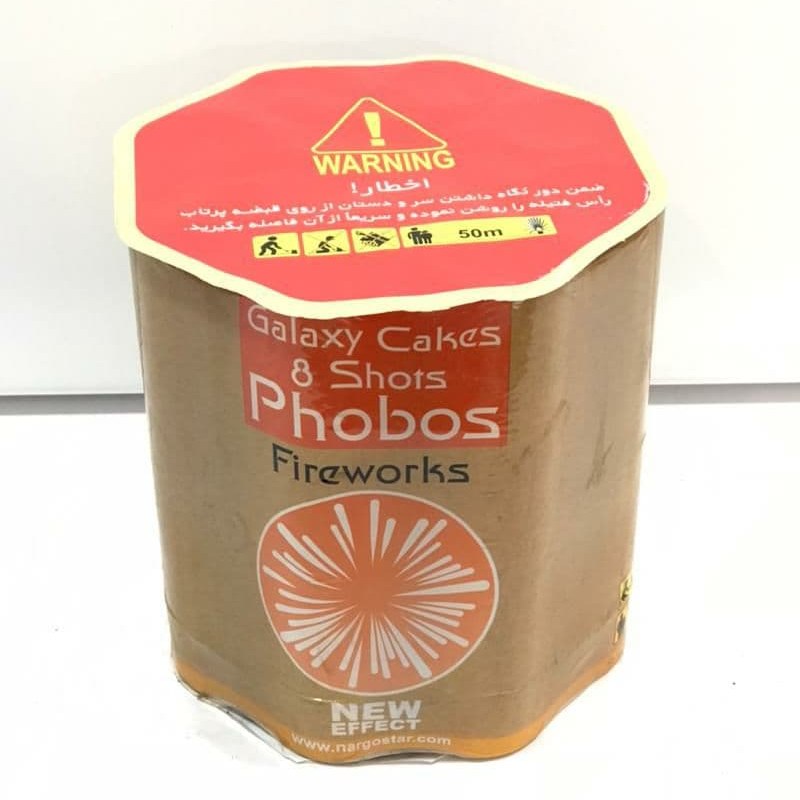 WARNING
اخطار!
ضمن دور نگاه داشتن سر و دستان از روی قبضه پرتاب
رأس فتیله را روشن نموده و سریعاً از آن فاصله بگیرید.
50m
Galaxy Cakes
8 Shots
Phobos
Fireworks
NEW
EFFECT
www.nargostar.com